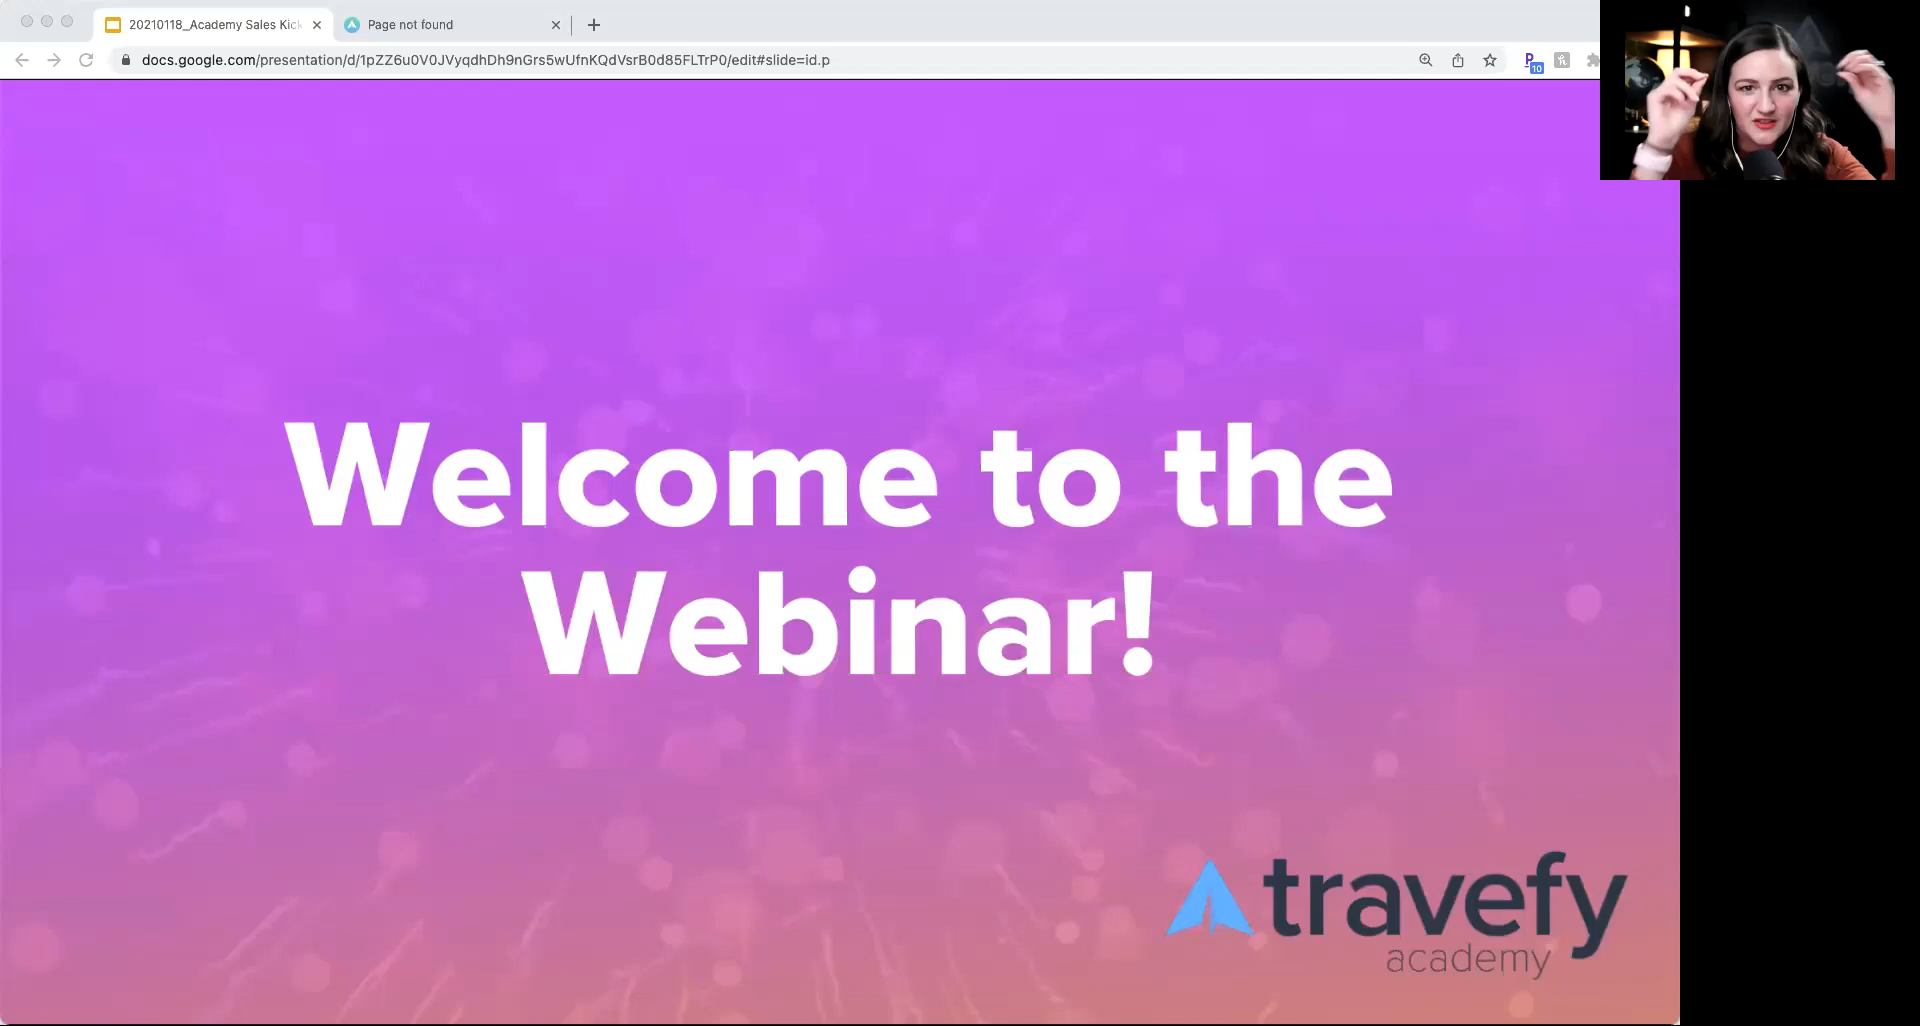 20210118_Academy Sales Kick
Page not found
docs.google.com/presentation/d/1pZZ6u0V0JVyqdhDh9nGrs5wUfnKQdVsrB0d85FLTrP0/edit#slide=id.p
P
10
Welcome to the
Webinar!
travefy
academy